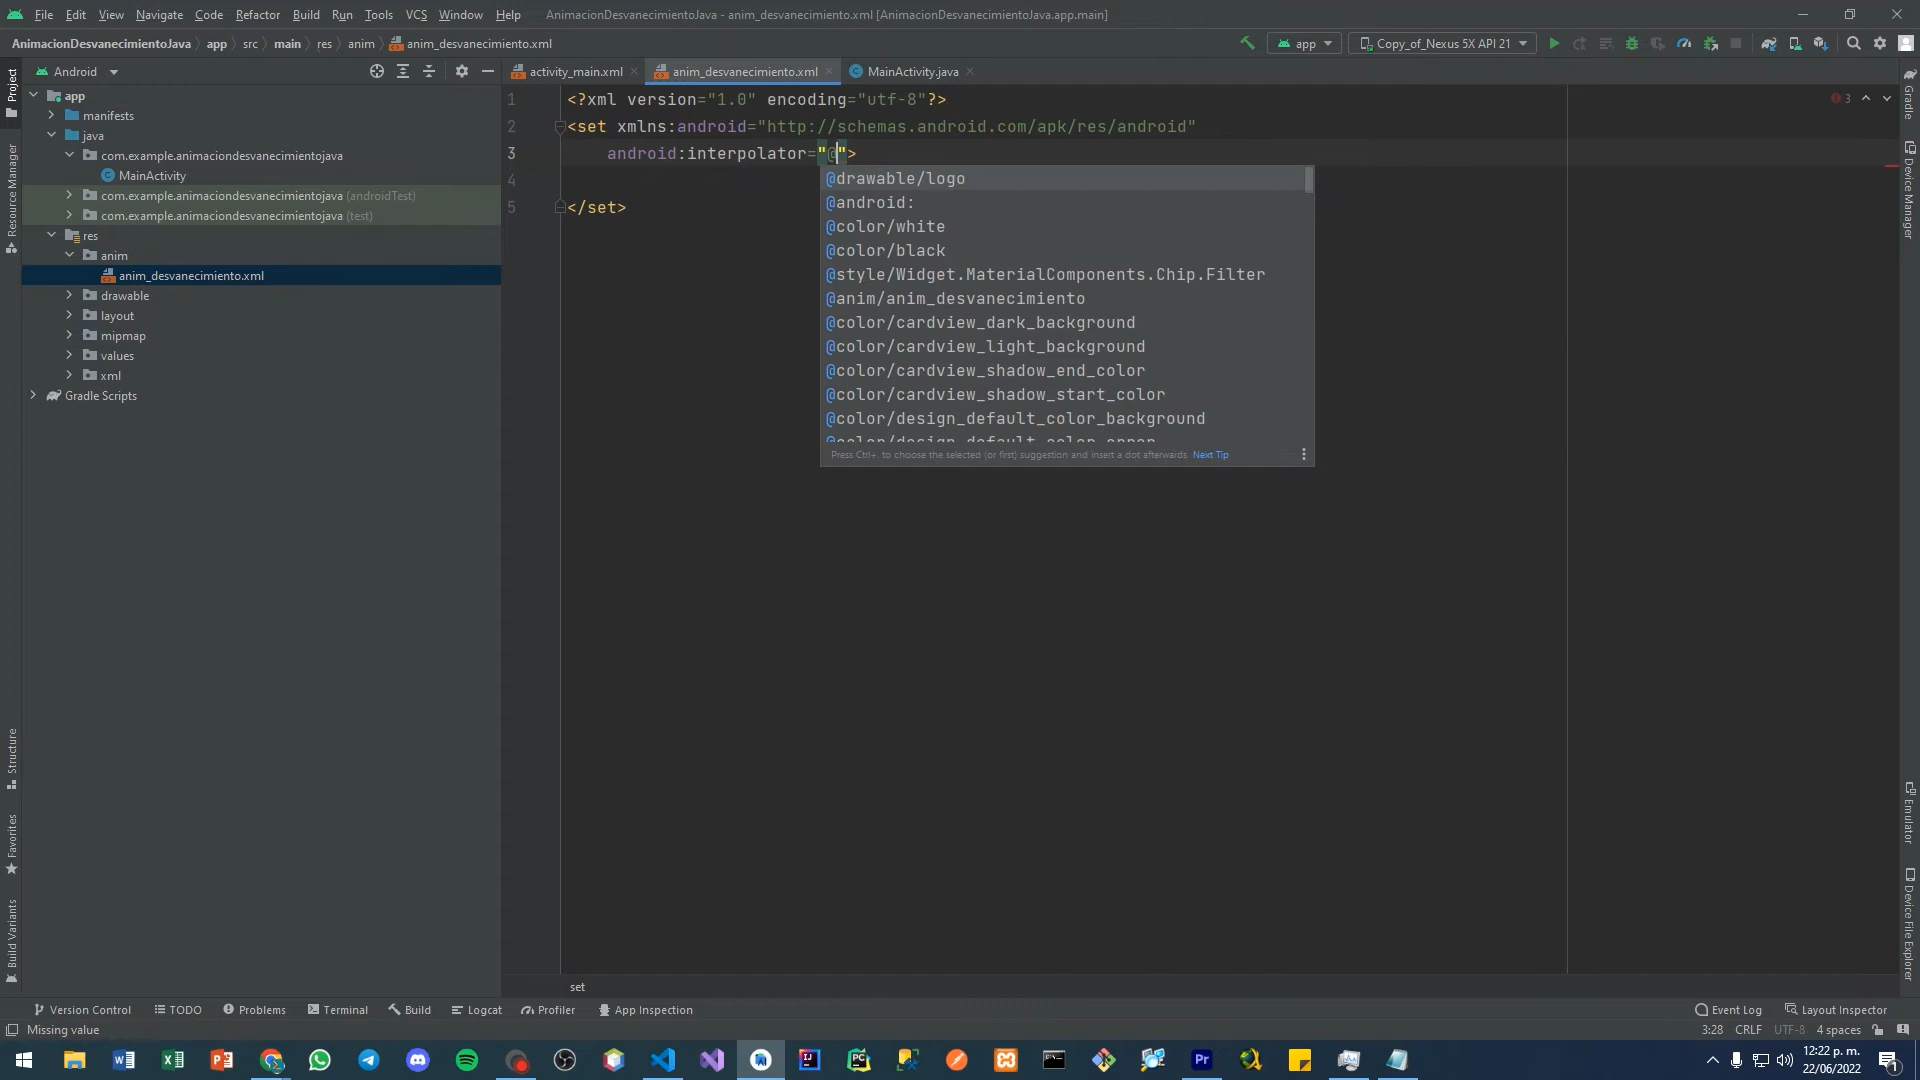 File Edit View Navigate Code Refactor Build Run Tools VCS Window Help AnimacionDesvanecimientoJava - anim_desvanecimiento.xml [AnimacionDesvanecimientoJava.app.main]
AnimacionDesvanecimientoJava app src main res anim anim_desvanecimiento.xml app Copy_of_Nexus 5X API 21
Android activity_main.xml anim_desvanecimiento.xml MainActivity.java
app
manifests
java
com.example.animaciondesvanecimientojava
MainActivity
com.example.animaciondesvanecimientojava (androidTest)
com.example.animaciondesvanecimientojava (test)
res
anim
anim_desvanecimiento.xml
drawable
layout
mipmap
values
xml
Gradle Scripts
1 <?xml version="1.0" encoding="utf-8"?>
2 <set xmlns:android="http://schemas.android.com/apk/res/android"
3 android:interpolator="@">
4
5 </set>
3
@drawable/logo
@android:
@color/white
@color/black
@style/Widget.MaterialComponents.Chip.Filter
@anim/anim_desvanecimiento
@color/cardview_dark_background
@color/cardview_light_background
@color/cardview_shadow_end_color
@color/cardview_shadow_start_color
@color/design_default_color_background
@color/design_default_color_error
Press Ctrl+. to choose the selected (or first) suggestion and insert a dot afterwards Next Tip
Project
Resource Manager
Structure
Favorites
Build Variants
Gradle
Device Manager
Emulator
Device File Explorer
set
Version Control TODO Problems Terminal Build Logcat Profiler App Inspection Event Log Layout Inspector
Missing value 3:28 CRLF UTF-8 4 spaces
12:22 p. m.
22/06/2022
1